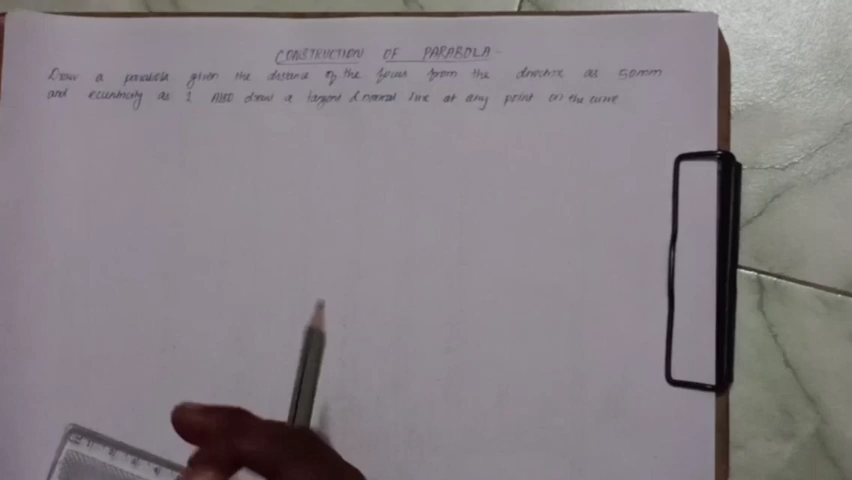 CONSTRUCTION OF PARABOLA
Draw a parabola given the distance of the focus from the directrix as 50mm
and eccentricity as 1 Also draw a tangent & normal line at any point on the curve